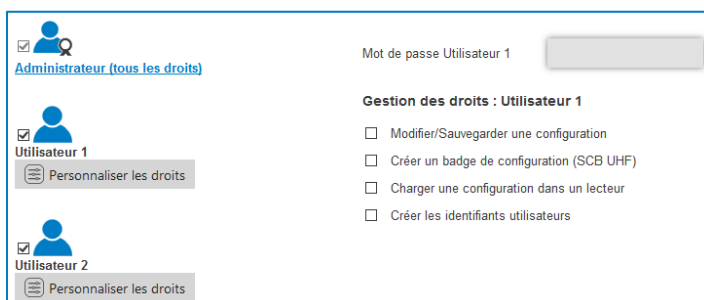 Administrateur (tous les droits)
Utilisateur 1
Personnaliser les droits
Utilisateur 2
Personnaliser les droits
Mot de passe Utilisateur 1
Gestion des droits : Utilisateur 1
Modifier/Sauvegarder une configuration
Créer un badge de configuration (SCB UHF)
Charger une configuration dans un lecteur
Créer les identifiants utilisateurs